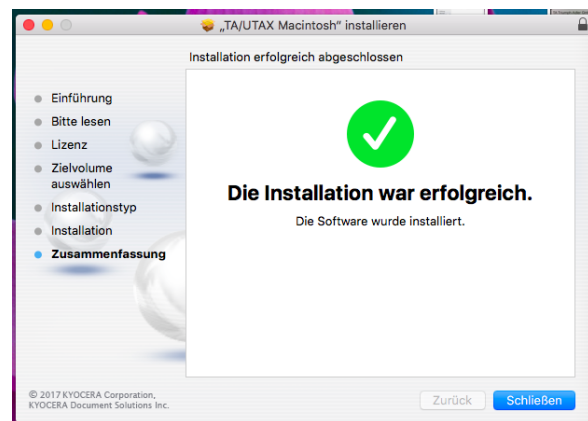 „TA/UTAX Macintosh“ installieren
Installation erfolgreich abgeschlossen
Einführung
Bitte lesen
Lizenz
Zielvolume
auswählen
Installationstyp
Installation
Zusammenfassung
Die Installation war erfolgreich.
Die Software wurde installiert.
© 2017 KYOCERA Corporation,
KYOCERA Document Solutions Inc.
Zurück
Schließen